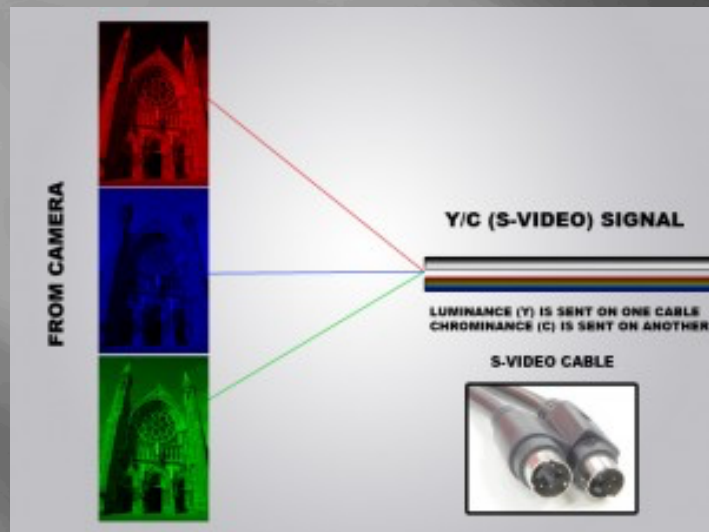 FROM CAMERA
Y/C (S-VIDEO) SIGNAL
LUMINANCE (Y) IS SENT ON ONE CABLE
CHROMINANCE (C) IS SENT ON ANOTHER
S-VIDEO CABLE